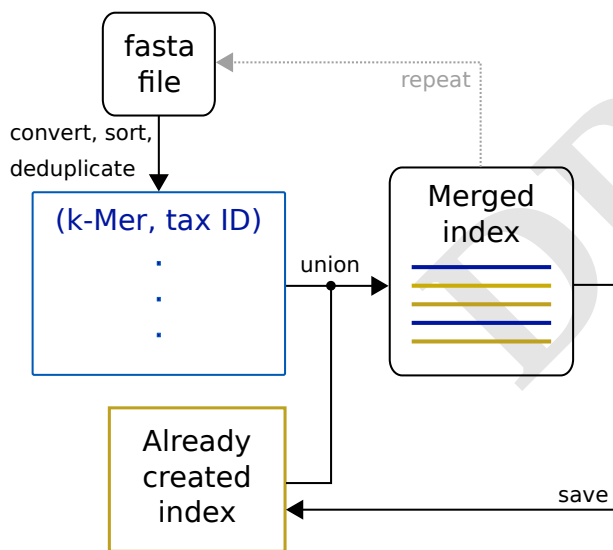 fasta
file
repeat
convert, sort,
deduplicate
(k-Mer, tax ID)
Merged
index
union
Already
created
index
save